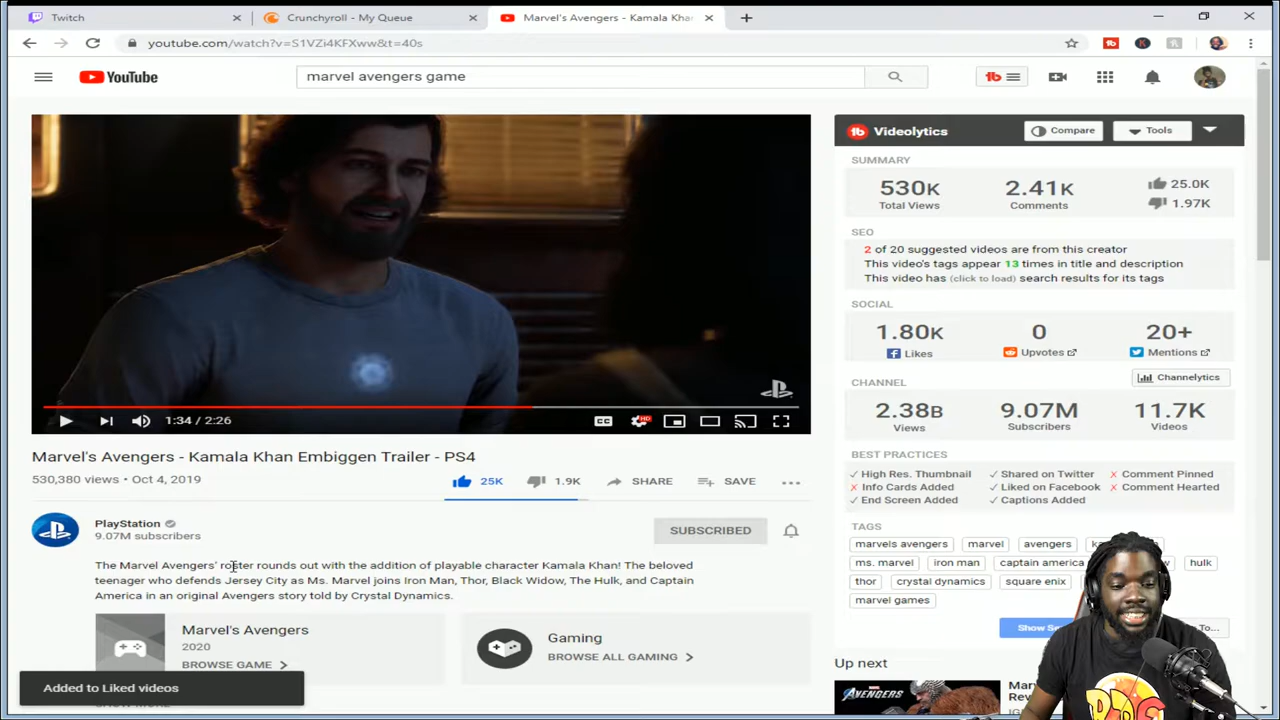 Twitch
Crunchyroll - My Queue
Marvel's Avengers - Kamala Khan
youtube.com/watch?v=S1VZi4KFXww&t=40s
YouTube
marvel avengers game
1:34 / 2:26
CC
HD
Marvel's Avengers - Kamala Khan Embiggen Trailer - PS4
530,380 views • Oct 4, 2019
25K
1.9K
SHARE
SAVE
PlayStation
9.07M subscribers
SUBSCRIBED
The Marvel Avengers' roster rounds out with the addition of playable character Kamala Khan! The beloved
teenager who defends Jersey City as Ms. Marvel joins Iron Man, Thor, Black Widow, The Hulk, and Captain
America in an original Avengers story told by Crystal Dynamics.
Marvel's Avengers
2020
BROWSE GAME
Gaming
BROWSE ALL GAMING
Added to Liked videos
SHOW MORE
Videolytics
Compare
Tools
SUMMARY
530K
Total Views
2.41K
Comments
25.0K
1.97K
SEO
2 of 20 suggested videos are from this creator
This video's tags appear 13 times in title and description
This video has (click to load) search results for its tags
SOCIAL
1.80K
Likes
0
Upvotes
20+
Mentions
Channelytics
CHANNEL
2.38B
Views
9.07M
Subscribers
11.7K
Videos
BEST PRACTICES
High Res. Thumbnail
Shared on Twitter
Comment Pinned
Info Cards Added
Liked on Facebook
Comment Hearted
End Screen Added
Captions Added
TAGS
marvels avengers
marvel
avengers
ms. marvel
iron man
captain america
hulk
thor
crystal dynamics
square enix
marvel games
Up next
AVENGERS